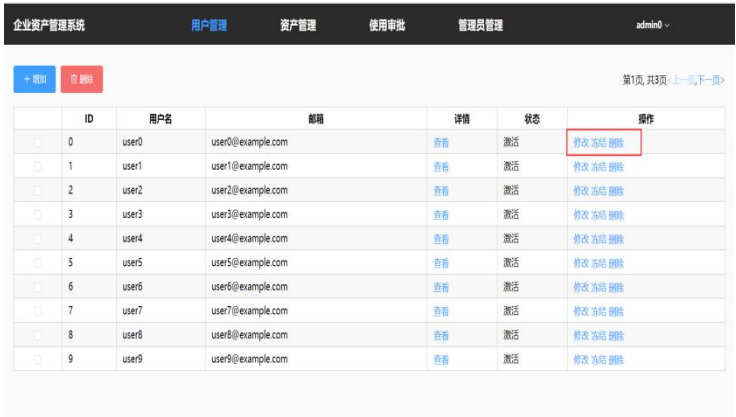 企业资产管理系统 用户管理 资产管理 使用审批 管理员管理 admin0
+ 增加 删除 第1页, 共3页<上一页,下一页>
ID 用户名 邮箱 详情 状态 操作
0 user0 user0@example.com 查看 激活 修改 冻结 删除
1 user1 user1@example.com 查看 激活 修改 冻结 删除
2 user2 user2@example.com 查看 激活 修改 冻结 删除
3 user3 user3@example.com 查看 激活 修改 冻结 删除
4 user4 user4@example.com 查看 激活 修改 冻结 删除
5 user5 user5@example.com 查看 激活 修改 冻结 删除
6 user6 user6@example.com 查看 激活 修改 冻结 删除
7 user7 user7@example.com 查看 激活 修改 冻结 删除
8 user8 user8@example.com 查看 激活 修改 冻结 删除
9 user9 user9@example.com 查看 激活 修改 冻结 删除